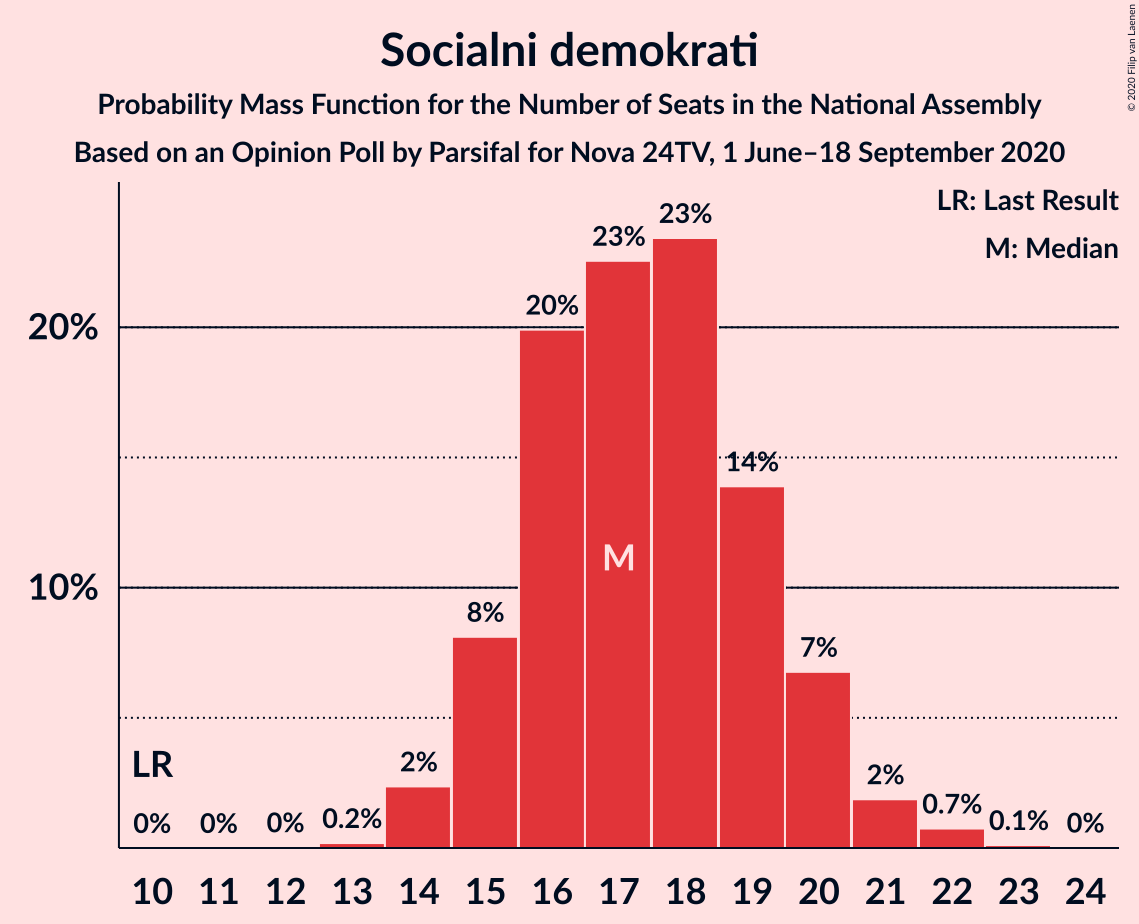 Socialni demokrati
Probability Mass Function for the Number of Seats in the National Assembly
Based on an Opinion Poll by Parsifal for Nova 24TV, 1 June–18 September 2020
© 2020 Filip van Laenen
LR: Last Result
M: Median
20%
10%
LR
0%
0%
0%
0.2%
2%
8%
20%
23%
M
23%
14%
7%
2%
0.7%
0.1%
0%
10 11 12 13 14 15 16 17 18 19 20 21 22 23 24